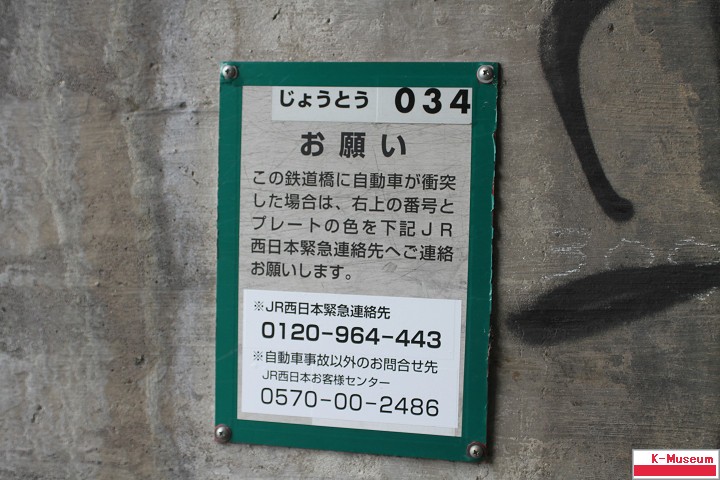 じょうとう 034
お願い
この鉄道橋に自動車が衝突
した場合は、右上の番号と
プレートの色を下記JR
西日本緊急連絡先へご連絡
お願いします。
※JR西日本緊急連絡先
0120-964-443
※自動車事故以外のお問合せ先
JR西日本お客様センター
0570-00-2486
K-Museum